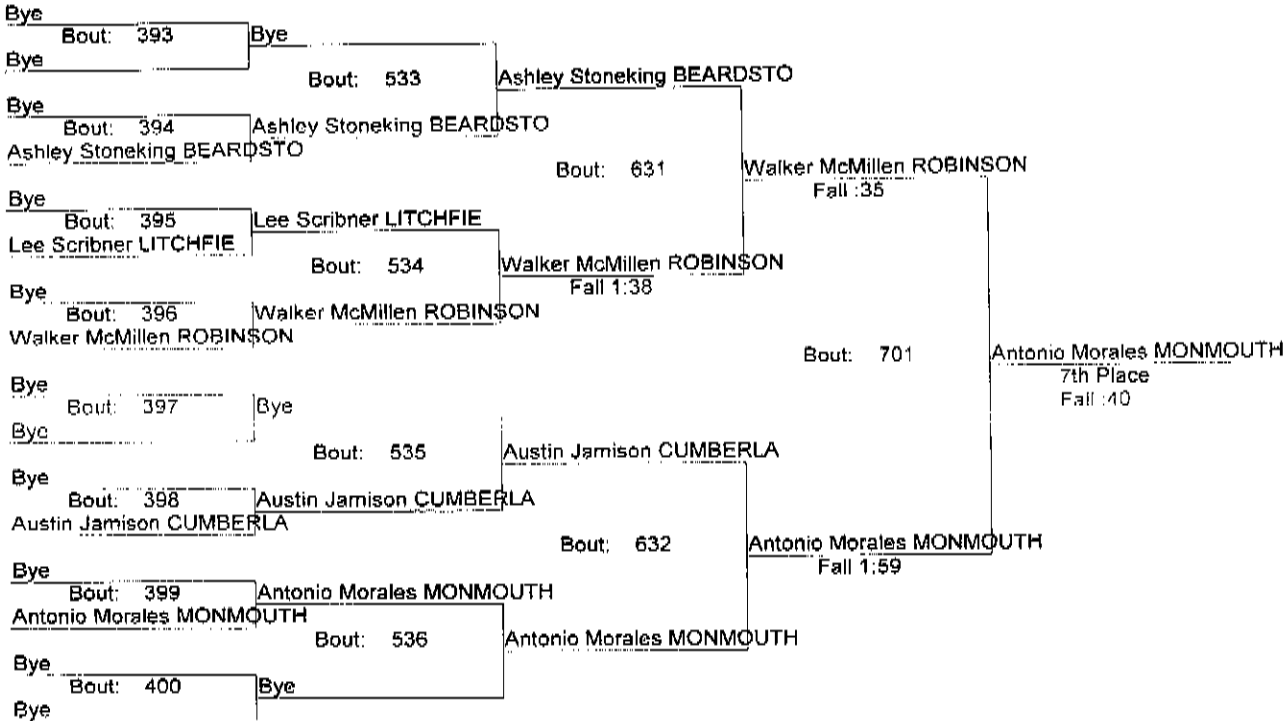 Bye
Bout: 393
Bye
Bye
Bout: 533
Ashley Stoneking BEARDSTO
Bye
Bout: 394
Ashley Stoneking BEARDSTO
Ashley Stoneking BEARDSTO
Bout: 631
Walker McMillen ROBINSON
Fall :35
Bye
Bout: 395
Lee Scribner LITCHFIE
Lee Scribner LITCHFIE
Bout: 534
Walker McMillen ROBINSON
Fall 1:38
Bye
Bout: 396
Walker McMillen ROBINSON
Walker McMillen ROBINSON
Bout: 701
Antonio Morales MONMOUTH
7th Place
Fall :40
Bye
Bout: 397
Bye
Bye
Bout: 535
Austin Jamison CUMBERLA
Bye
Bout: 398
Austin Jamison CUMBERLA
Austin Jamison CUMBERLA
Bout: 632
Antonio Morales MONMOUTH
Fall 1:59
Bye
Bout: 399
Antonio Morales MONMOUTH
Antonio Morales MONMOUTH
Bout: 536
Antonio Morales MONMOUTH
Bye
Bout: 400
Bye
Bye